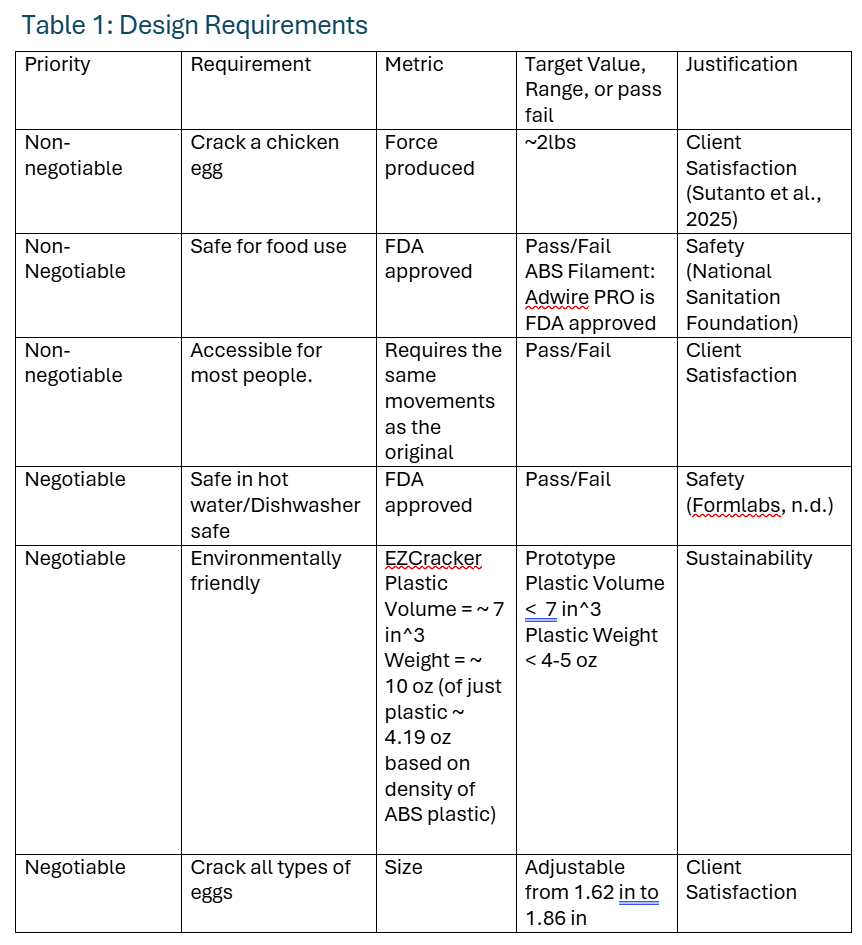 Table 1: Design Requirements
Priority
Requirement
Metric
Target Value,
Range, or pass
fail
Justification
Non-
negotiable
Crack a chicken
egg
Force
produced
~2lbs
Client
Satisfaction
(Sutanto et al.,
2025)
Non-
Negotiable
Safe for food use
FDA
approved
Pass/Fail
ABS Filament:
Adwire PRO is
FDA approved
Safety
(National
Sanitation
Foundation)
Non-
negotiable
Accessible for
most people.
Requires the
same
movements
as the
original
Pass/Fail
Client
Satisfaction
Negotiable
Safe in hot
water/Dishwasher
safe
FDA
approved
Pass/Fail
Safety
(Formlabs, n.d.)
Negotiable
Environmentally
friendly
EZCracker
Plastic
Volume = ~ 7
in^3
Weight = ~
10 oz (of just
plastic ~
4.19 oz
based on
density of
ABS plastic)
Prototype
Plastic Volume
< 7 in^3
Plastic Weight
< 4-5 oz
Sustainability
Negotiable
Crack all types of
eggs
Size
Adjustable
from 1.62 in to
1.86 in
Client
Satisfaction